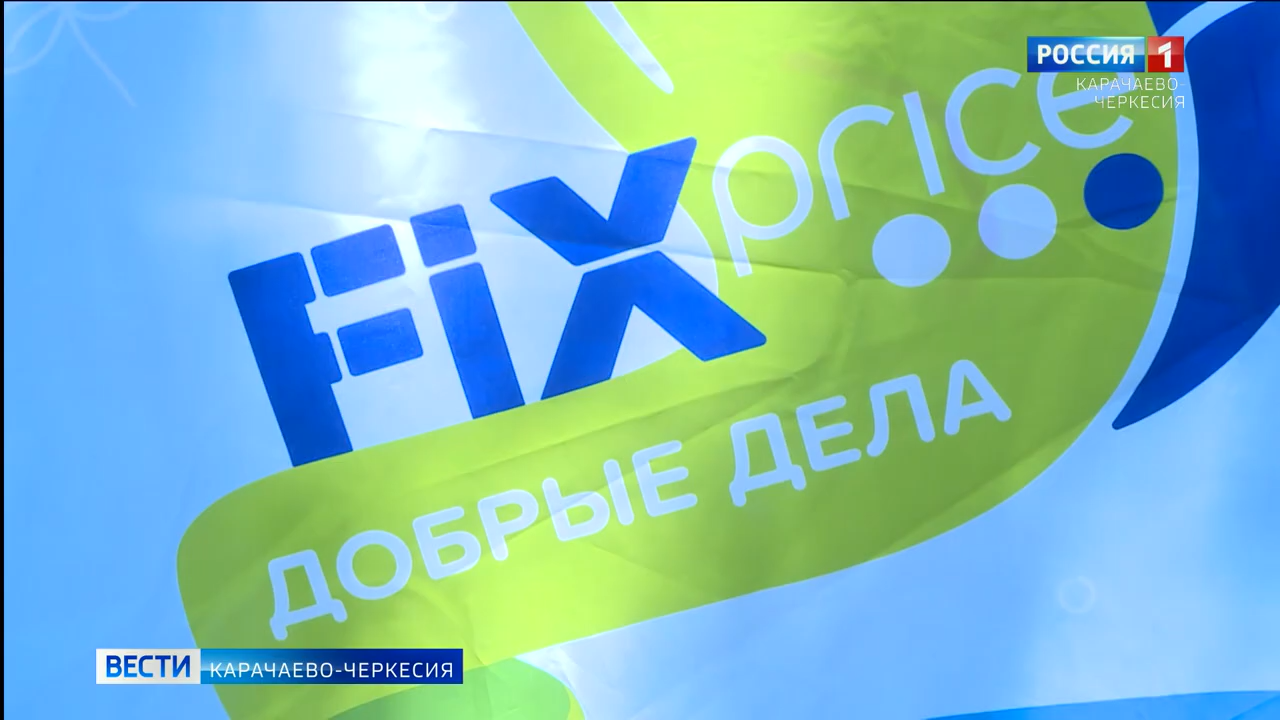 РОССИЯ 1
КАРАЧАЕВО-
ЧЕРКЕСИЯ
FIX price
ДОБРЫЕ ДЕЛА
ВЕСТИ КАРАЧАЕВО-ЧЕРКЕСИЯ